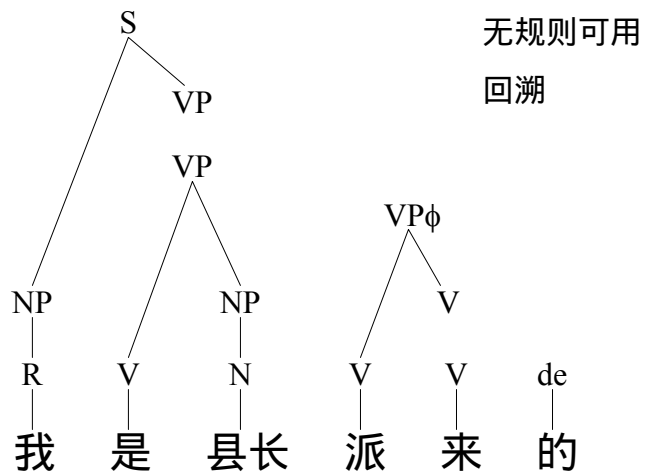 S
无规则可用
VP
回溯
VP
VPφ
NP NP V
R V N V V de
我 是 县长 派 来 的